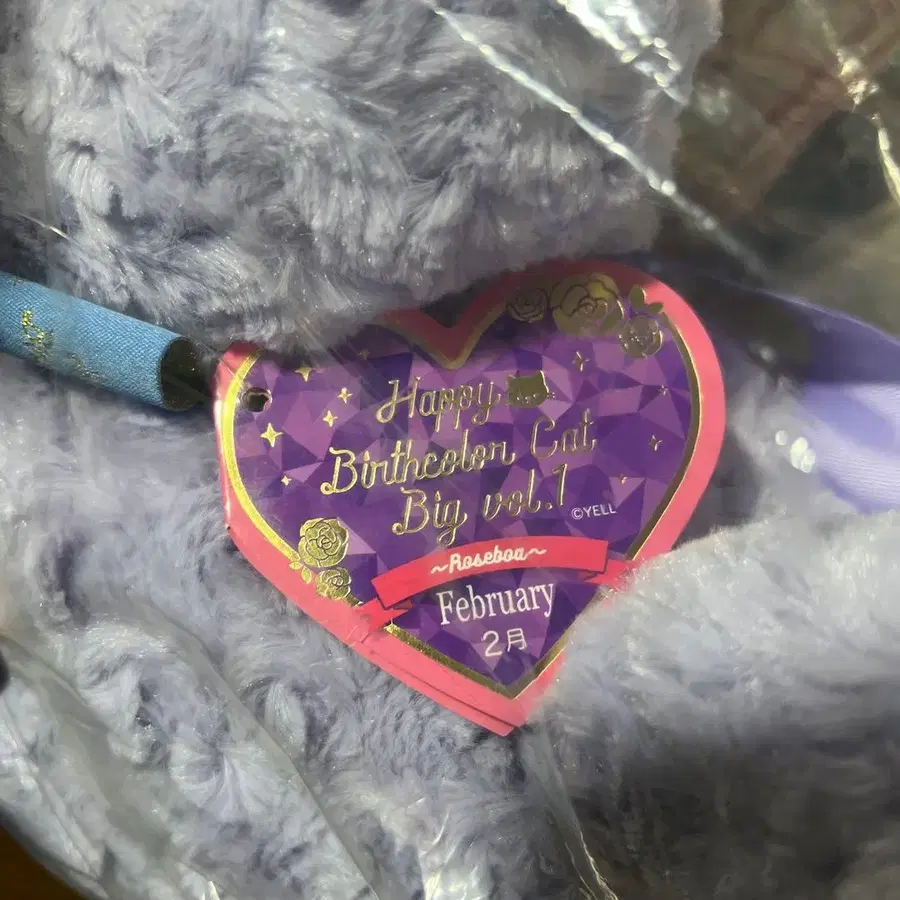 Happy
Birthcolor Cat
Big vol.1
©YELL
~Roseboa~
February
2月